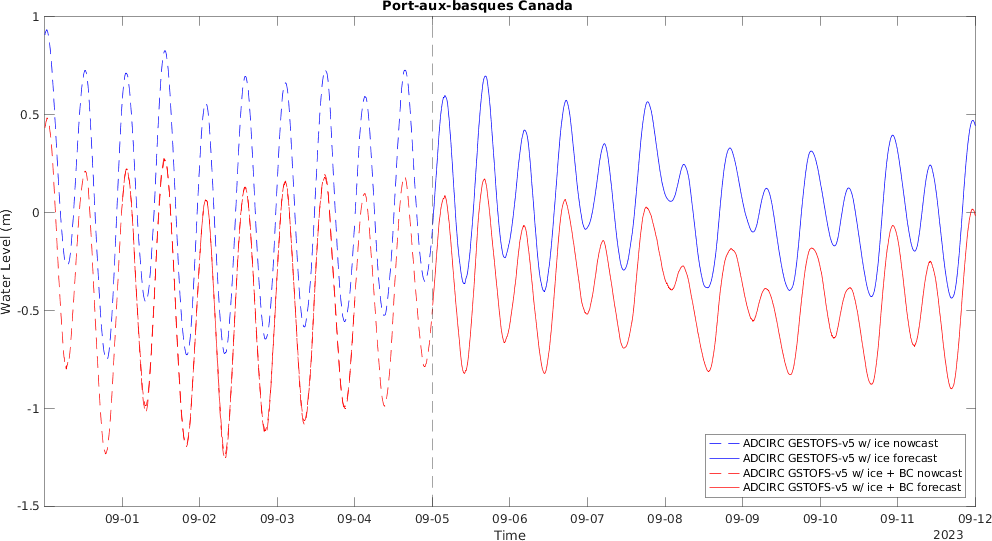 Port-aux-basques Canada
1
0.5
0
-0.5
-1
-1.5
Water Level (m)
ADCIRC GESTOFS-v5 w/ ice nowcast
ADCIRC GESTOFS-v5 w/ ice forecast
ADCIRC GSTOFS-v5 w/ ice + BC nowcast
ADCIRC GSTOFS-v5 w/ ice + BC forecast
09-01 09-02 09-03 09-04 09-05 09-06 09-07 09-08 09-09 09-10 09-11 09-12
Time
2023